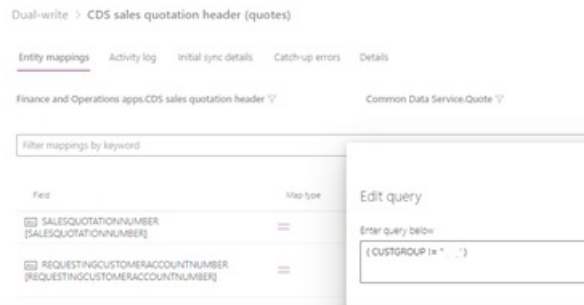 Dual-write > CDS sales quotation header (quotes)
Entity mappings Activity log Initial sync details Catch-up errors Details
Finance and Operations apps.CDS sales quotation header Common Data Service.Quote
Filter mappings by keyword
Field Map type
Abc SALESQUOTATIONNUMBER
[SALESQUOTATIONNUMBER]
Abc REQUESTINGCUSTOMERACCOUNTNUMBER
[REQUESTINGCUSTOMERACCOUNTNUMBER]
Edit query
Enter query below
( CUSTGROUP !=